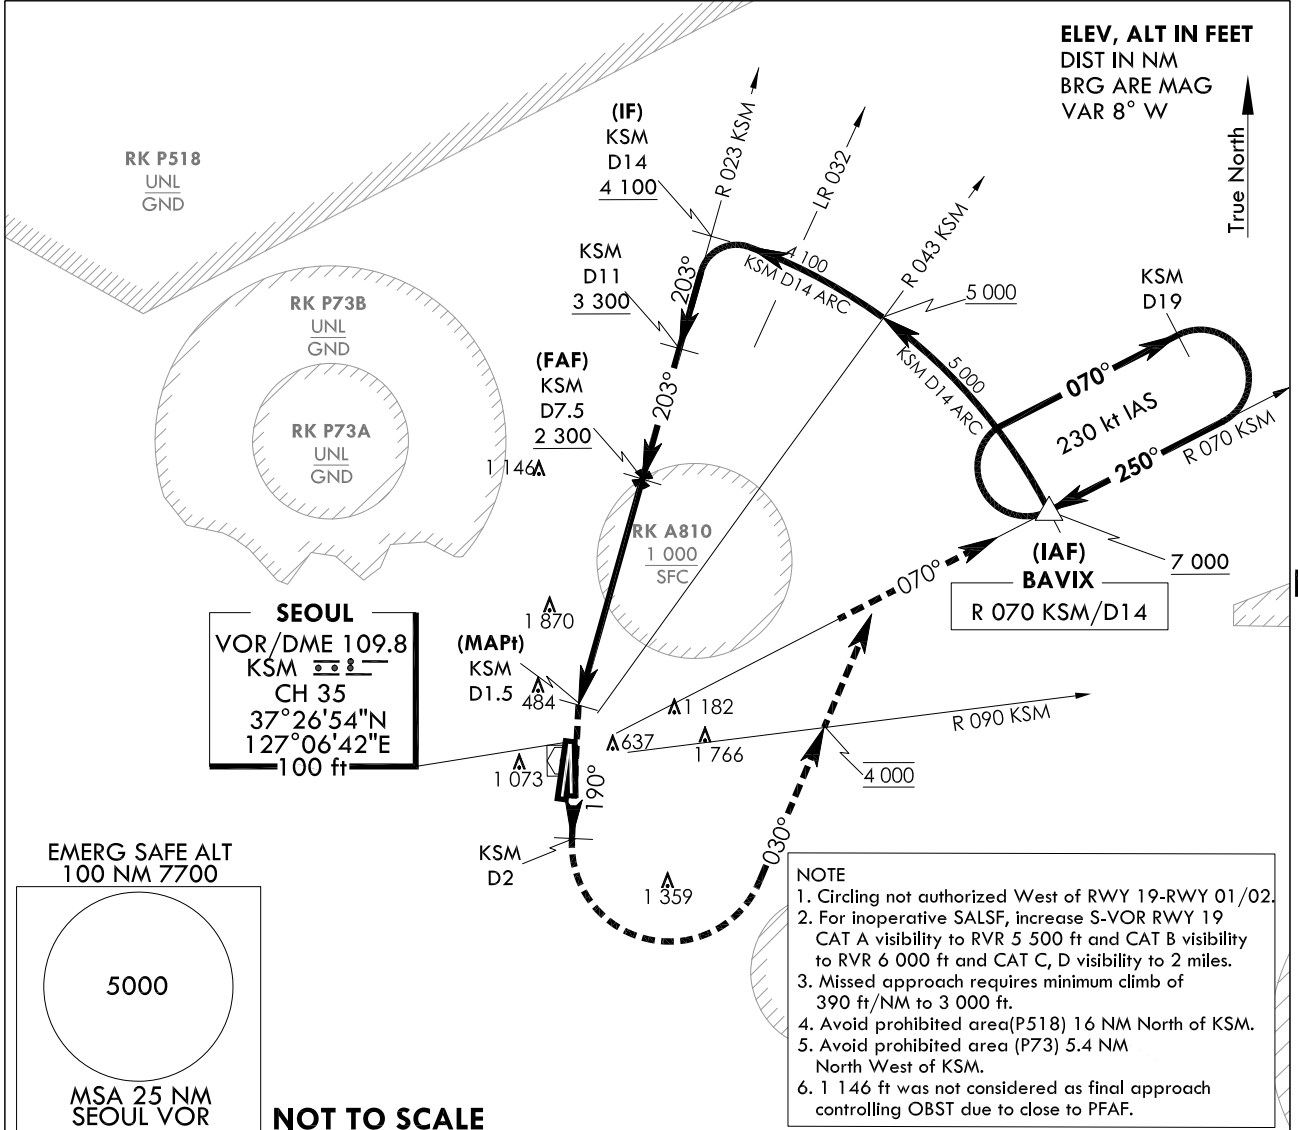 ELEV, ALT IN FEET
DIST IN NM
BRG ARE MAG
VAR 8° W
True North
RK P518
UNL
GND
(IF)
KSM
D14
4 100
R 023 KSM
LR 032
R 043 KSM
KSM
D11
3 300
203°
4 100
KSM D14 ARC
5 000
KSM
D19
RK P73B
UNL
GND
(FAF)
KSM
D7.5
2 300
203°
5 000
KSM D14 ARC
070°
230 kt IAS
250°
R 070 KSM
RK P73A
UNL
GND
1 146
RK A810
1 000
SFC
070°
(IAF)
BAVIX
R 070 KSM/D14
7 000
SEOUL
VOR/DME 109.8
KSM
CH 35
37°26'54"N
127°06'42"E
100 ft
1 870
(MAPt)
KSM
D1.5
484
1 182
637
1 766
R 090 KSM
1 073
190°
4 000
KSM
D2
030°
1 359
EMERG SAFE ALT
100 NM 7700
5000
MSA 25 NM
SEOUL VOR
NOT TO SCALE
NOTE
1. Circling not authorized West of RWY 19-RWY 01/02.
2. For inoperative SALSF, increase S-VOR RWY 19
CAT A visibility to RVR 5 500 ft and CAT B visibility
to RVR 6 000 ft and CAT C, D visibility to 2 miles.
3. Missed approach requires minimum climb of
390 ft/NM to 3 000 ft.
4. Avoid prohibited area(P518) 16 NM North of KSM.
5. Avoid prohibited area (P73) 5.4 NM
North West of KSM.
6. 1 146 ft was not considered as final approach
controlling OBST due to close to PFAF.